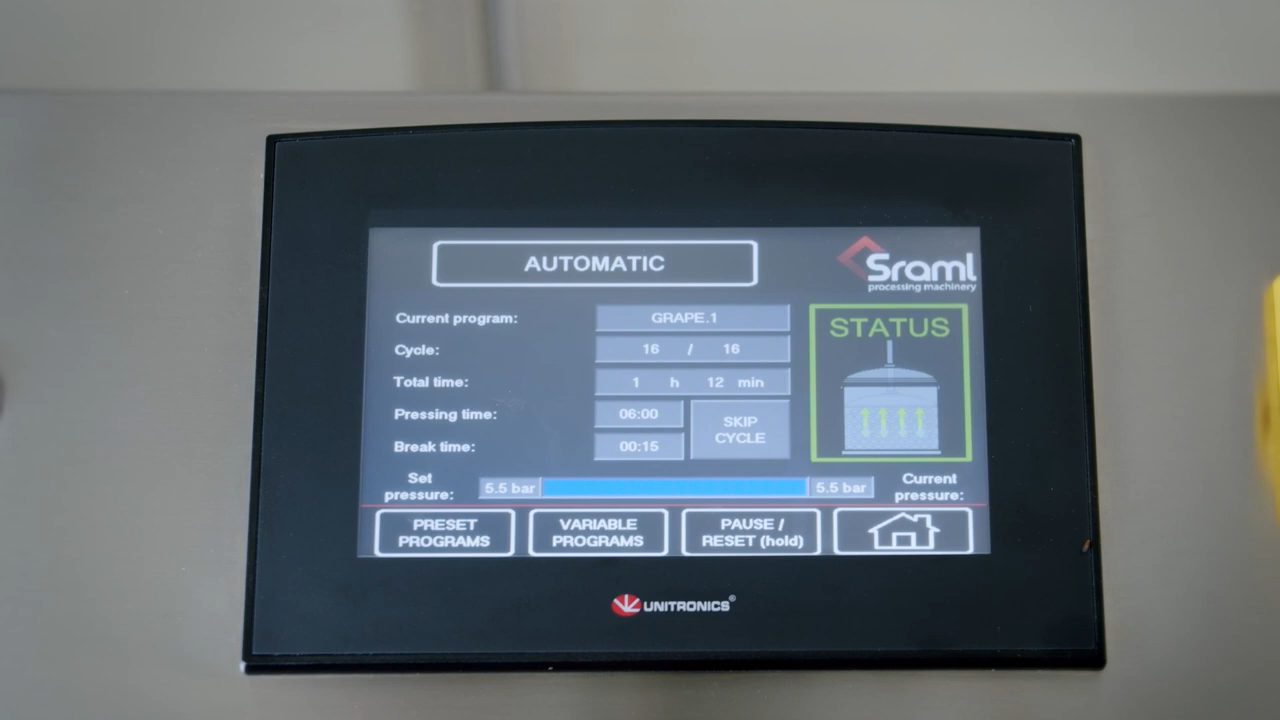 AUTOMATIC
Sraml
processing machinery
Current program: GRAPE.1
Cycle: 16 / 16
Total time: 1 h 12 min
Pressing time: 06:00
Break time: 00:15
SKIP
CYCLE
STATUS
Set
pressure:
5.5 bar
5.5 bar
Current
pressure:
PRESET
PROGRAMS
VARIABLE
PROGRAMS
PAUSE /
RESET (hold)
UNITRONICS®